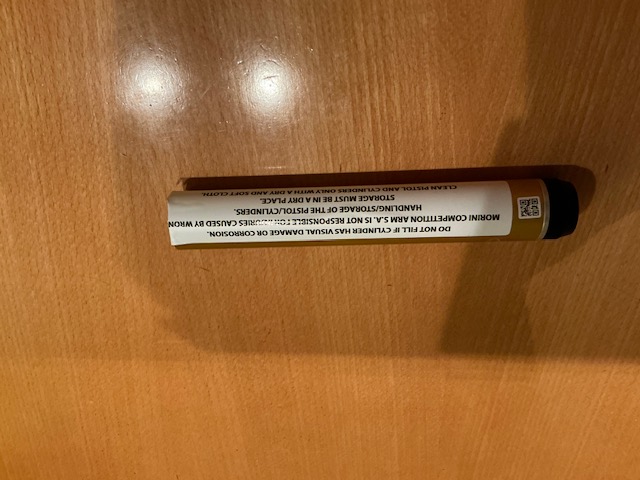 DO NOT FILL IF CYLINDER HAS VISUAL DAMAGE OR CORROSION.
MORINI COMPETITION ARM S.A. IS NOT RESPONSIBLE FOR INJURIES CAUSED BY WRON
HANDLING/STORAGE OF THE PISTOL/CYLINDERS.
STORAGE MUST BE IN A DRY PLACE.
CLEAN PISTOL AND CYLINDERS ONLY WITH A DRY AND SOFT CLOTH.